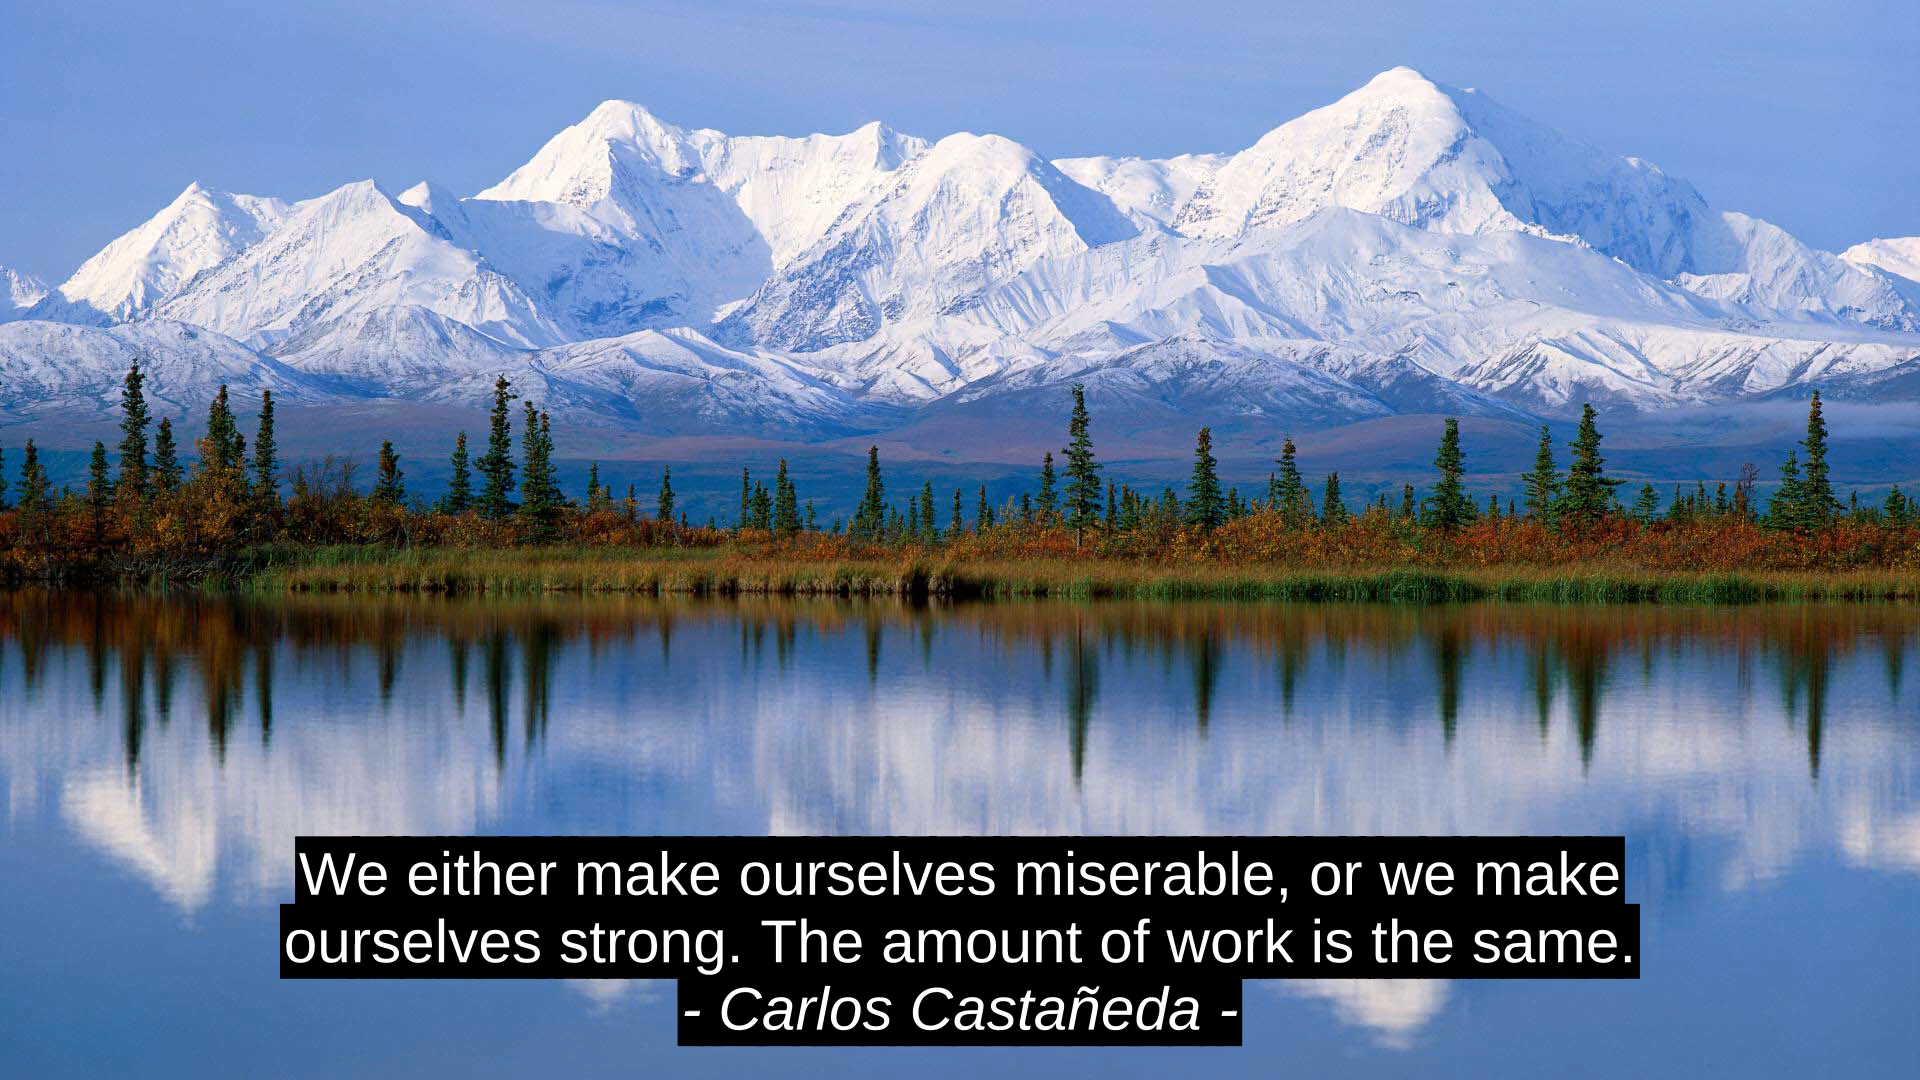 We either make ourselves miserable, or we make
ourselves strong. The amount of work is the same.
- Carlos Castañeda -